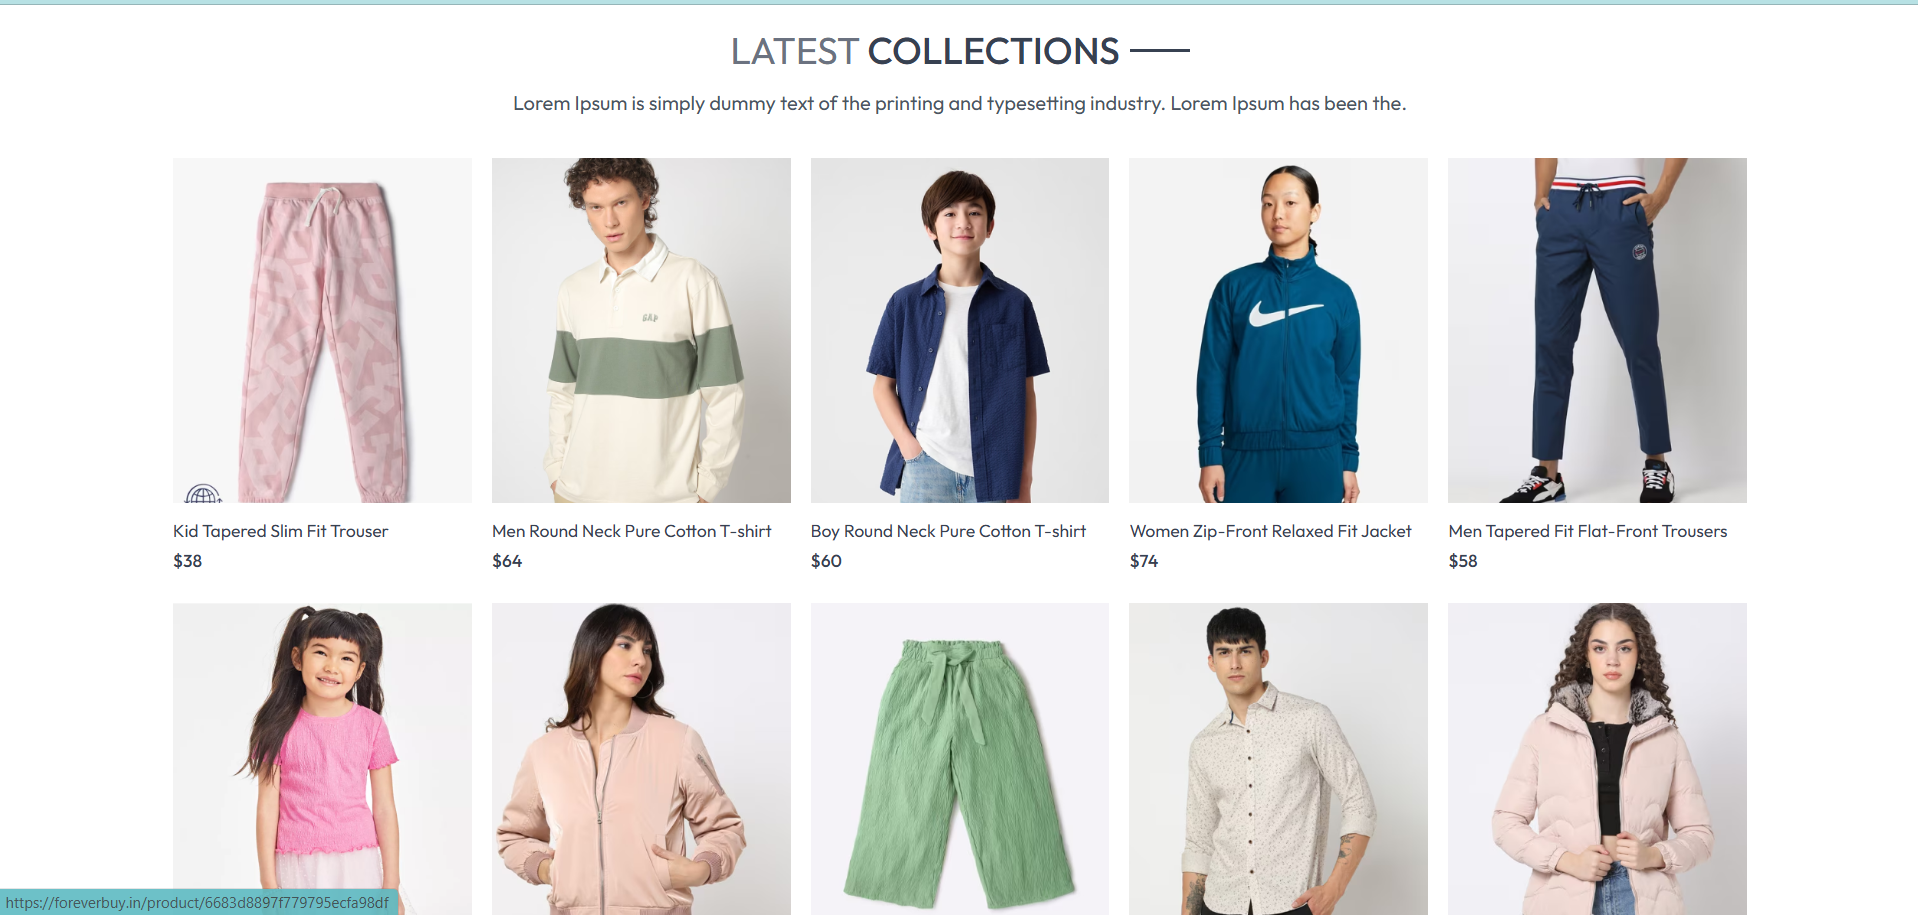 LATEST COLLECTIONS
Lorem Ipsum is simply dummy text of the printing and typesetting industry. Lorem Ipsum has been the.
GAP
Kid Tapered Slim Fit Trouser
Men Round Neck Pure Cotton T-shirt
Boy Round Neck Pure Cotton T-shirt
Women Zip-Front Relaxed Fit Jacket
Men Tapered Fit Flat-Front Trousers
$38
$64
$60
$74
$58
https://foreverbuy.in/product/6683d8897f779795ecfa98df